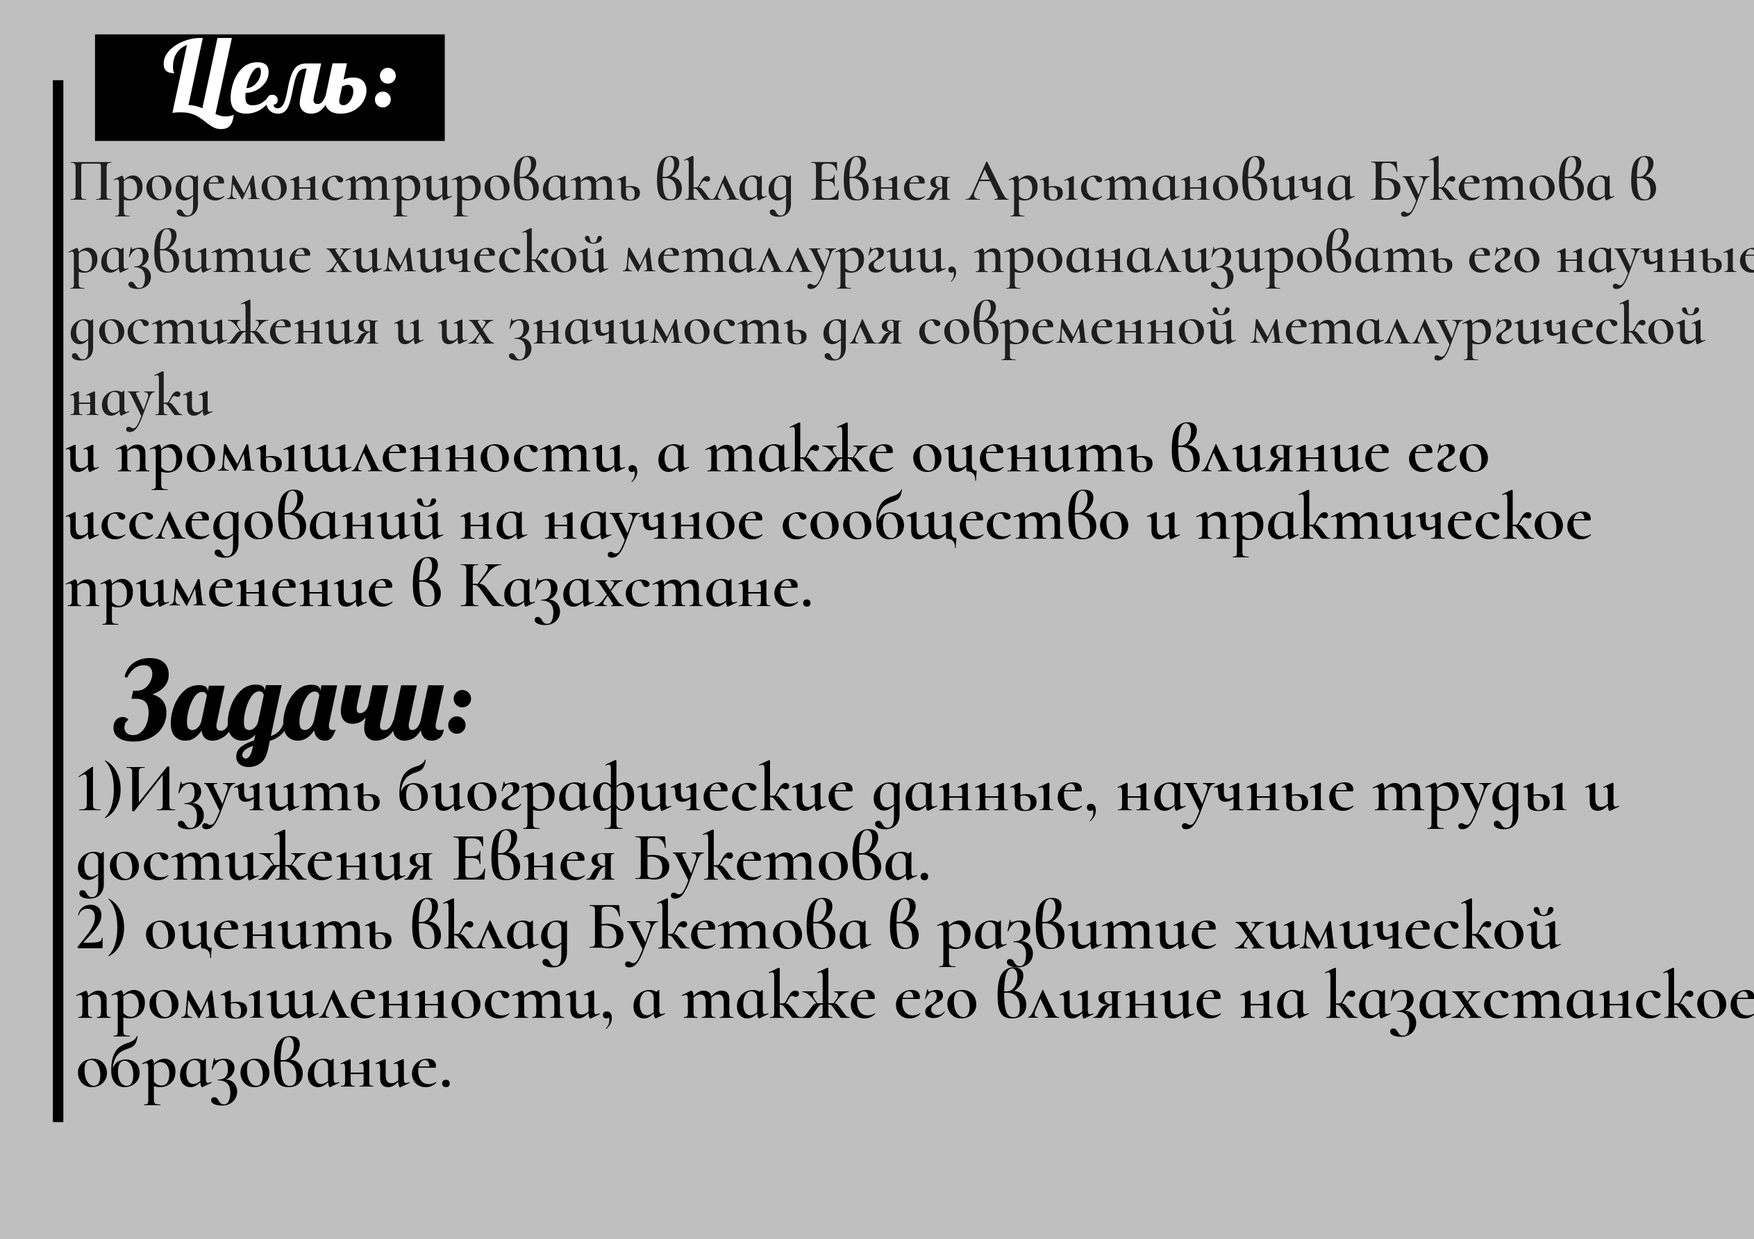 Цель:
Продемонстрировать вклад Евнея Арыстановича Букетова в
развитие химической металлургии, проанализировать его научные
достижения и их значимость для современной металлургической
науки
и промышленности, а также оценить влияние его
исследований на научное сообщество и практическое
применение в Казахстане.
Задачи:
1)Изучить биографические данные, научные труды и
достижения Евнея Букетова.
2) оценить вклад Букетова в развитие химической
промышленности, а также его влияние на казахстанское
образование.